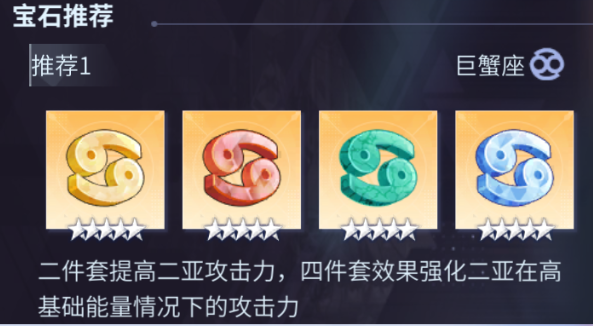 宝石推荐
推荐1
巨蟹座
二件套提高二亚攻击力，四件套效果强化二亚在高
基础能量情况下的攻击力